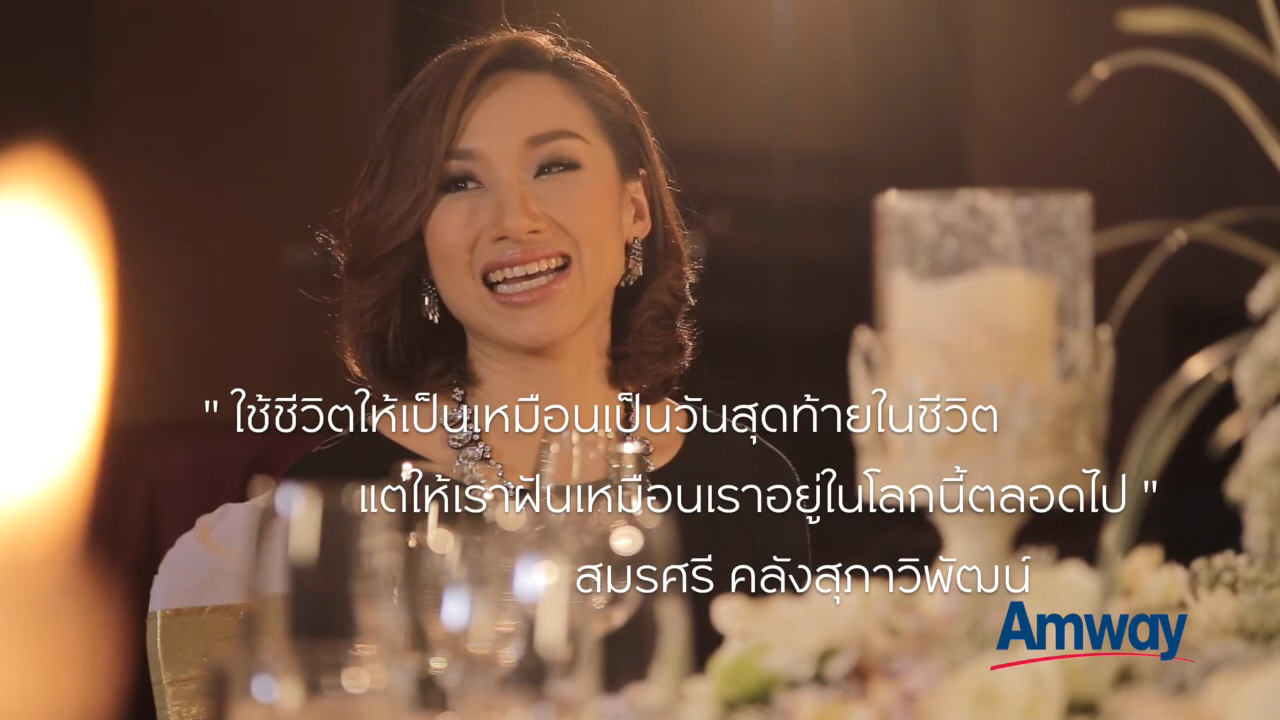 " ใช้ชีวิตให้เป็นเหมือนเป็นวันสุดท้ายในชีวิต
แต่ให้เราฝันเหมือนเราอยู่ในโลกนี้ตลอดไป "
สมรศรี คลังสุภาวิพัฒน์
Amway